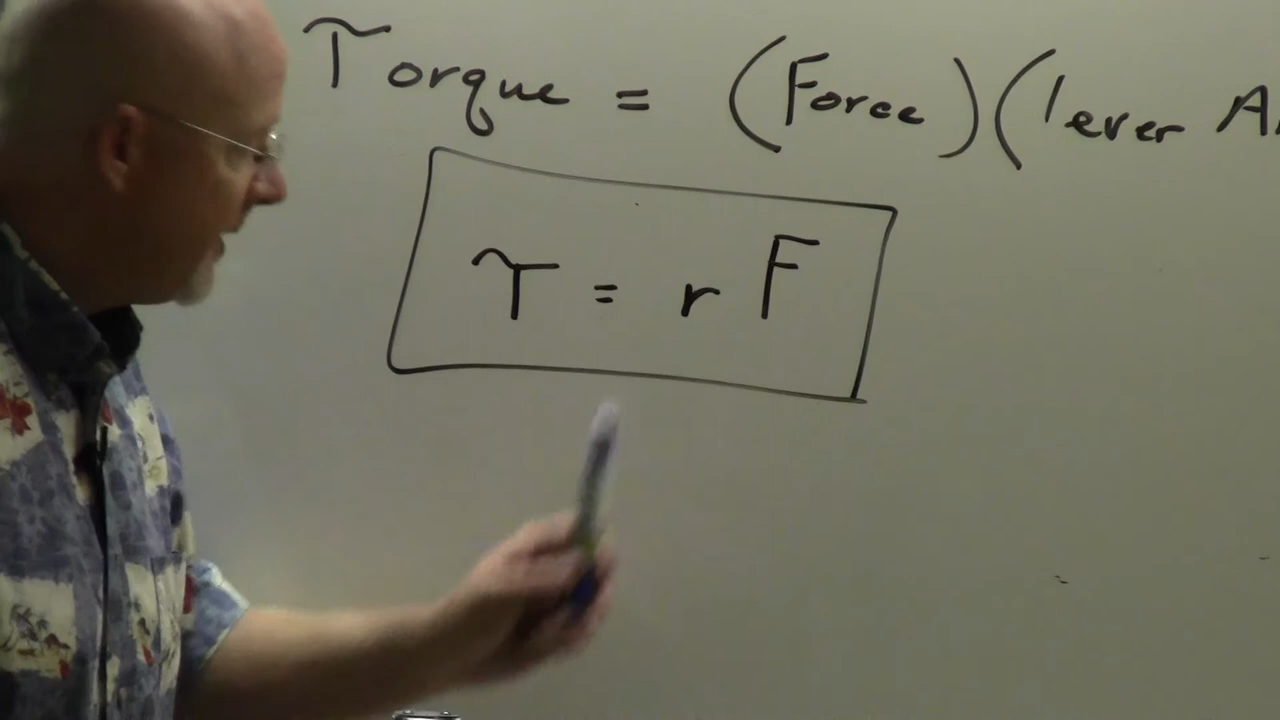 Torque = (Force)(lever A
τ = r F